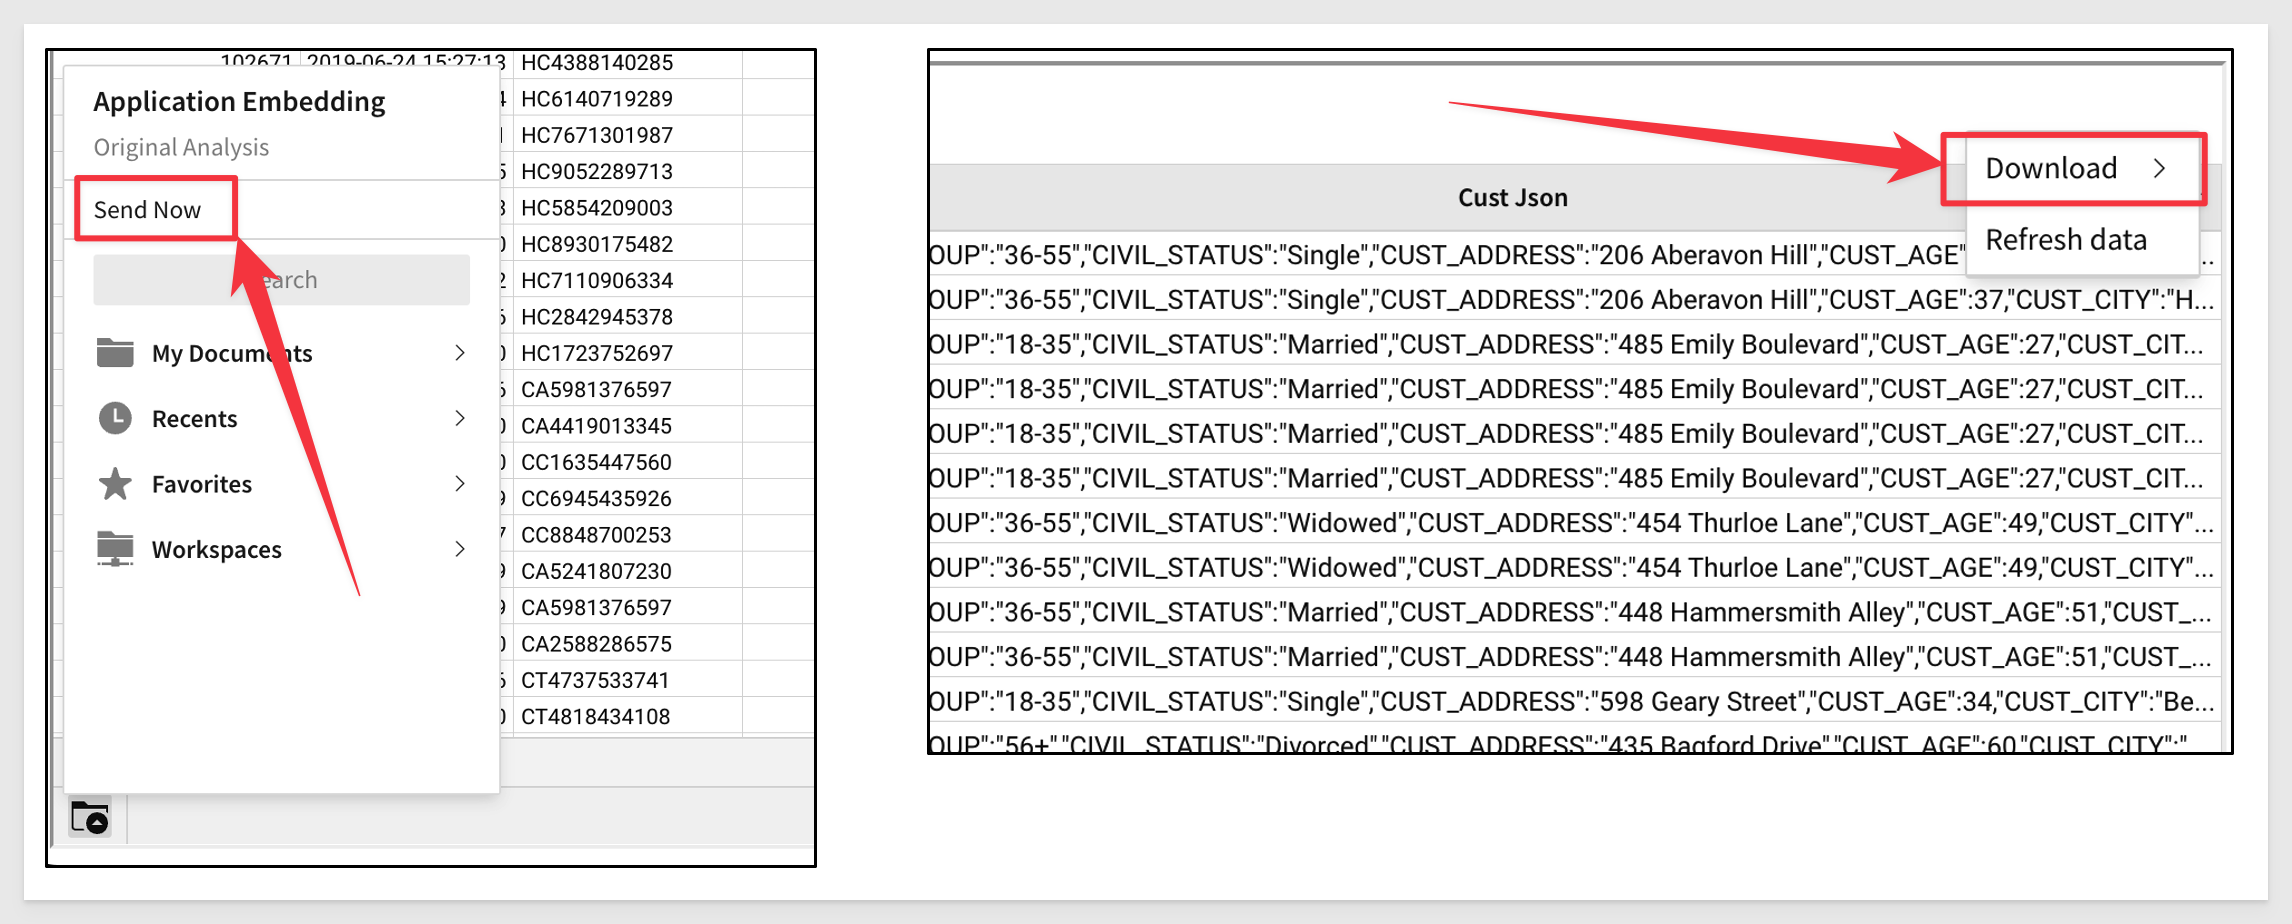 102671 2019-06-24 15:27:13 HC4388140285
Application Embedding
Original Analysis
Send Now
earch
My Documents
Recents
Favorites
Workspaces
HC6140719289
HC7671301987
HC9052289713
HC5854209003
HC8930175482
HC7110906334
HC2842945378
HC1723752697
CA5981376597
CA4419013345
CC1635447560
CC6945435926
CC8848700253
CA5241807230
CA5981376597
CA2588286575
CT4737533741
CT4818434108
Download
Refresh data
Cust Json
OUP":"36-55","CIVIL_STATUS":"Single","CUST_ADDRESS":"206 Aberavon Hill","CUST_AGE" ...
OUP":"36-55","CIVIL_STATUS":"Single","CUST_ADDRESS":"206 Aberavon Hill","CUST_AGE":37,"CUST_CITY":"H...
OUP":"18-35","CIVIL_STATUS":"Married","CUST_ADDRESS":"485 Emily Boulevard","CUST_AGE":27,"CUST_CIT...
OUP":"18-35","CIVIL_STATUS":"Married","CUST_ADDRESS":"485 Emily Boulevard","CUST_AGE":27,"CUST_CIT...
OUP":"18-35","CIVIL_STATUS":"Married","CUST_ADDRESS":"485 Emily Boulevard","CUST_AGE":27,"CUST_CIT...
OUP":"18-35","CIVIL_STATUS":"Married","CUST_ADDRESS":"485 Emily Boulevard","CUST_AGE":27,"CUST_CIT...
OUP":"36-55","CIVIL_STATUS":"Widowed","CUST_ADDRESS":"454 Thurloe Lane","CUST_AGE":49,"CUST_CITY"...
OUP":"36-55","CIVIL_STATUS":"Widowed","CUST_ADDRESS":"454 Thurloe Lane","CUST_AGE":49,"CUST_CITY"...
OUP":"36-55","CIVIL_STATUS":"Married","CUST_ADDRESS":"448 Hammersmith Alley","CUST_AGE":51,"CUST_...
OUP":"36-55","CIVIL_STATUS":"Married","CUST_ADDRESS":"448 Hammersmith Alley","CUST_AGE":51,"CUST_...
OUP":"18-35","CIVIL_STATUS":"Single","CUST_ADDRESS":"598 Geary Street","CUST_AGE":34,"CUST_CITY":"Be...
OUP":"56+","CIVIL_STATUS":"Divorced","CUST_ADDRESS":"435 Bagford Drive","CUST_AGE":60,"CUST_CITY":"